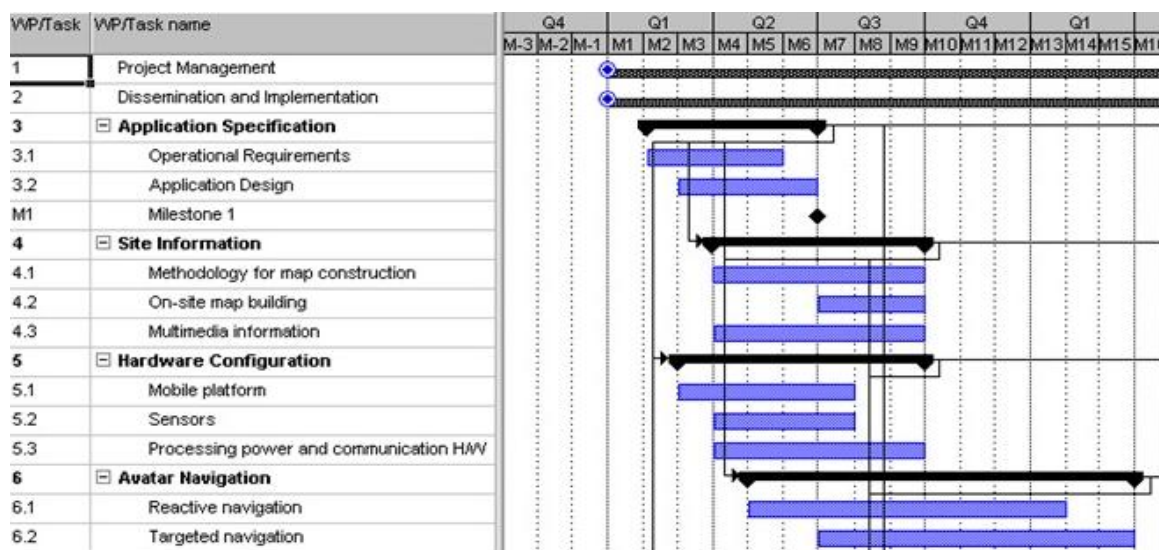 WP/Task WP/Task name Q4 Q1 Q2 Q3 Q4 Q1
M-3 M-2 M-1 M1 M2 M3 M4 M5 M6 M7 M8 M9 M10 M11 M12 M13 M14 M15
1 Project Management
2 Dissemination and Implementation
3 Application Specification
3.1 Operational Requirements
3.2 Application Design
M1 Milestone 1
4 Site Information
4.1 Methodology for map construction
4.2 On-site map building
4.3 Multimedia information
5 Hardware Configuration
5.1 Mobile platform
5.2 Sensors
5.3 Processing power and communication H/W
6 Avatar Navigation
6.1 Reactive navigation
6.2 Targeted navigation